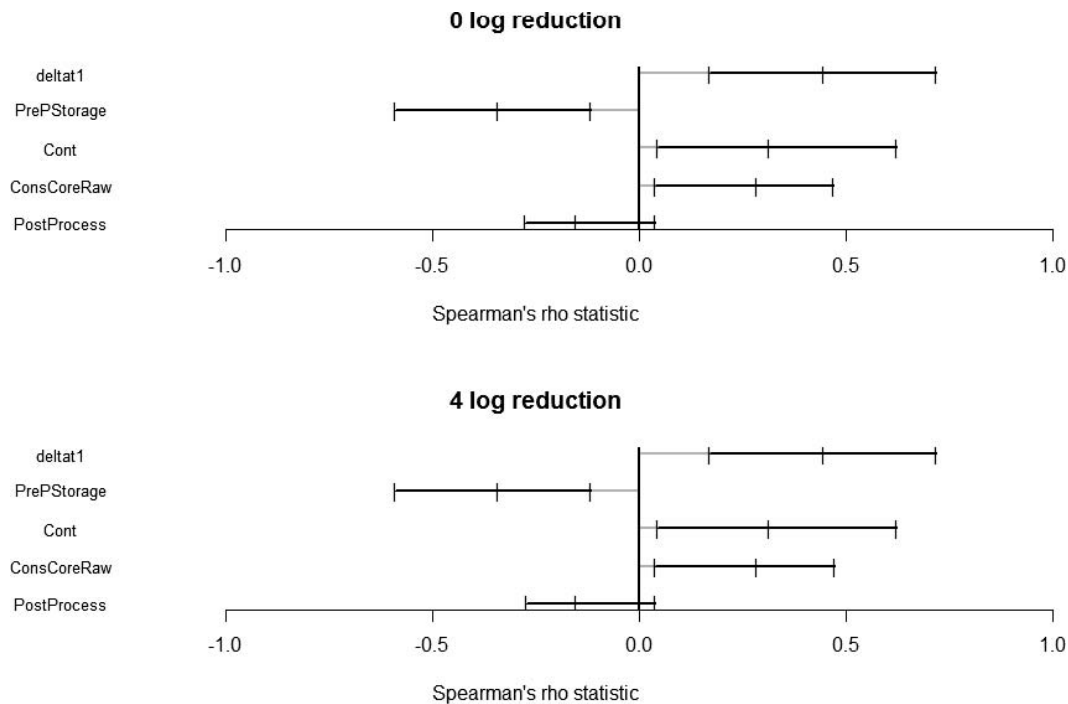 0 log reduction
deltat1
PrePStorage
Cont
ConsCoreRaw
PostProcess
-1.0 -0.5 0.0 0.5 1.0
Spearman's rho statistic
4 log reduction
deltat1
PrePStorage
Cont
ConsCoreRaw
PostProcess
-1.0 -0.5 0.0 0.5 1.0
Spearman's rho statistic